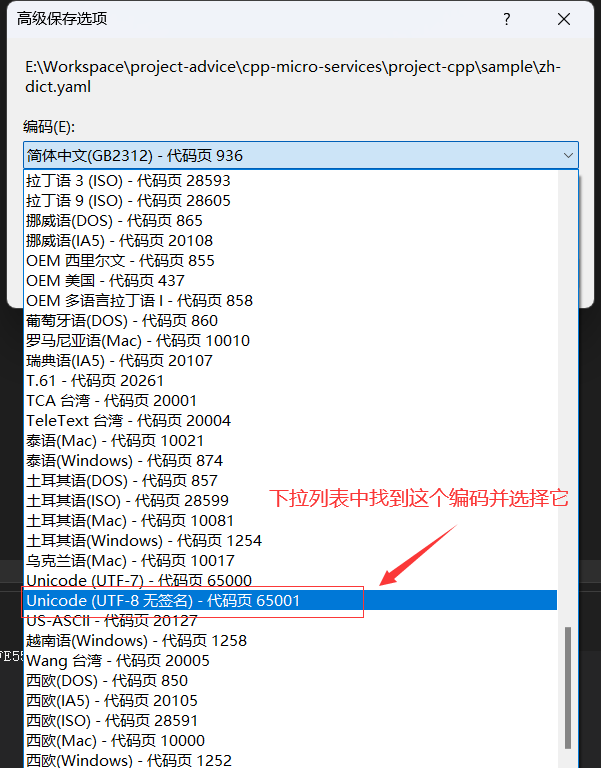 高级保存选项
E:\Workspace\project-advice\cpp-micro-services\project-cpp\sample\zh-
dict.yaml
编码(E):
简体中文(GB2312) - 代码页 936
拉丁语 3 (ISO) - 代码页 28593
拉丁语 9 (ISO) - 代码页 28605
挪威语(DOS) - 代码页 865
挪威语(IA5) - 代码页 20108
OEM 西里尔文 - 代码页 855
OEM 美国 - 代码页 437
OEM 多语言拉丁语 I - 代码页 858
葡萄牙语(DOS) - 代码页 860
罗马尼亚语(Mac) - 代码页 10010
瑞典语(IA5) - 代码页 20107
T.61 - 代码页 20261
TCA 台湾 - 代码页 20001
TeleText 台湾 - 代码页 20004
泰语(Mac) - 代码页 10021
泰语(Windows) - 代码页 874
土耳其语(DOS) - 代码页 857
下拉列表中找到这个编码并选择它
土耳其语(ISO) - 代码页 28599
土耳其语(Mac) - 代码页 10081
土耳其语(Windows) - 代码页 1254
乌克兰语(Mac) - 代码页 10017
Unicode (UTF-7) - 代码页 65000
Unicode (UTF-8 无签名) - 代码页 65001
US-ASCII - 代码页 20127
越南语(Windows) - 代码页 1258
Wang 台湾 - 代码页 20005
西欧(DOS) - 代码页 850
西欧(IA5) - 代码页 20105
西欧(ISO) - 代码页 28591
西欧(Mac) - 代码页 10000
西欧(Windows) - 代码页 1252